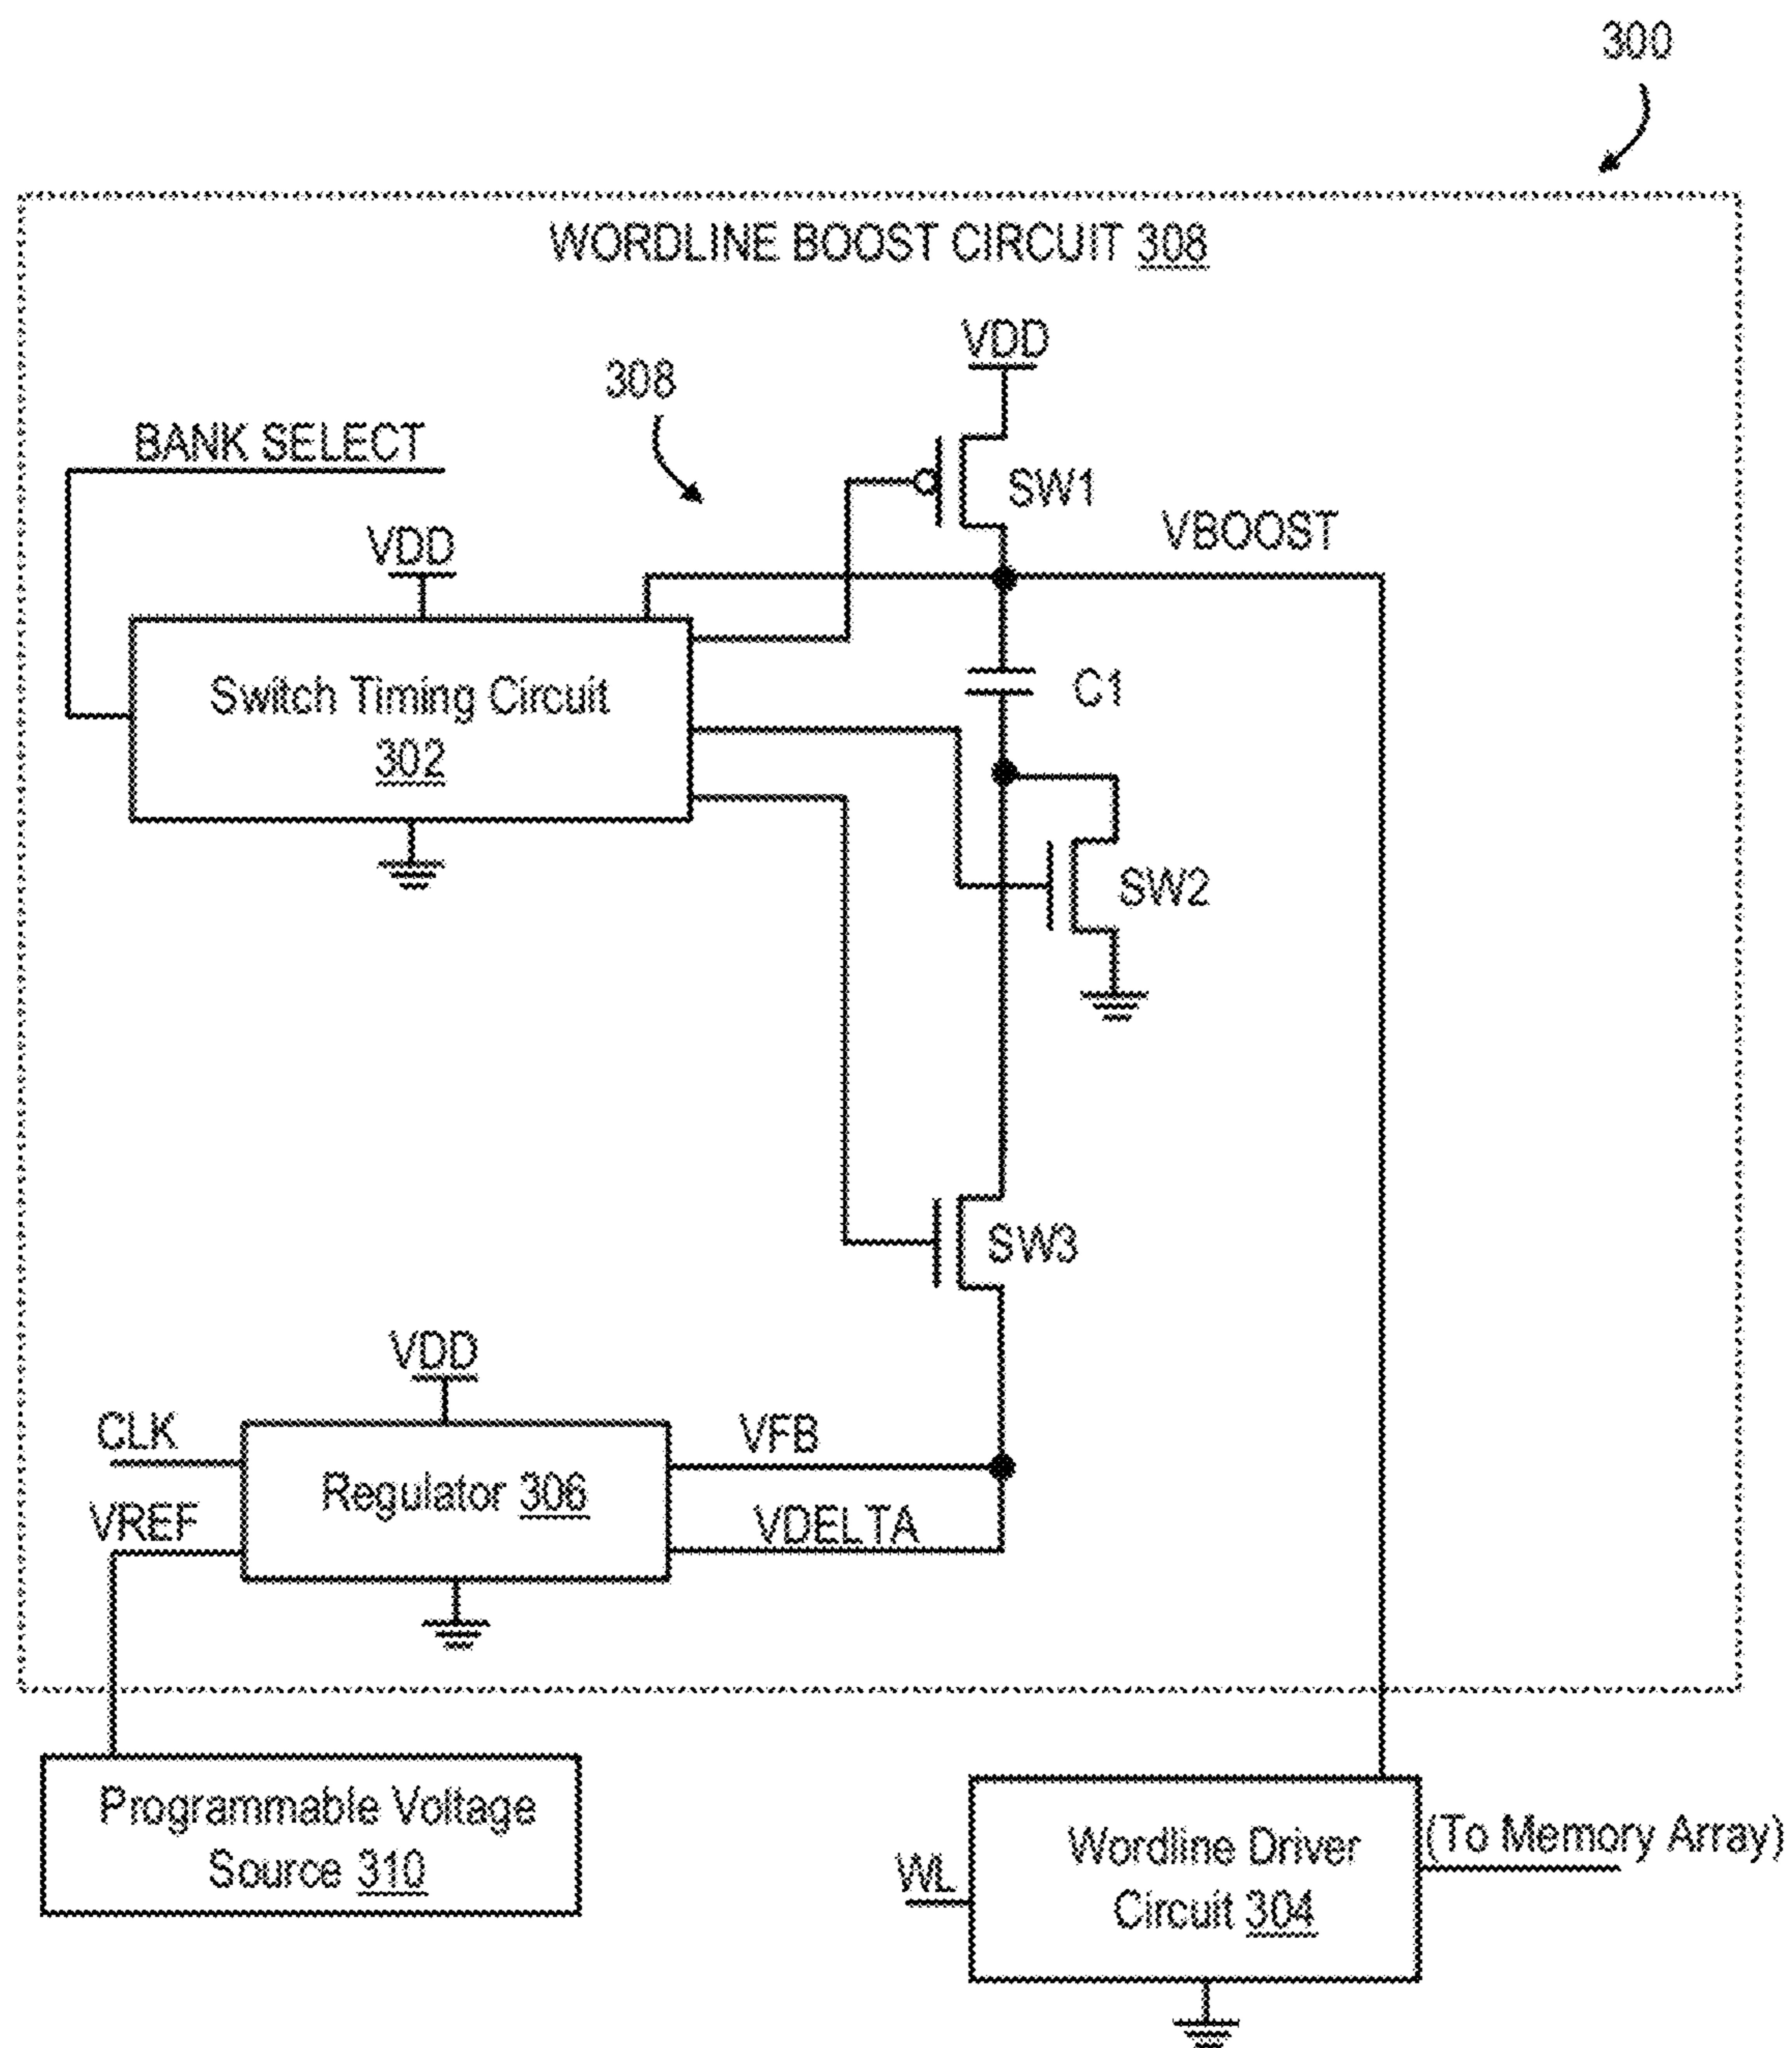 300
WORDLINE BOOST CIRCUIT 308
VDD
308
BANK SELECT
SW1
VBOOST
VDD
Switch Timing Circuit
302
C1
SW2
SW3
VDD
CLK
VFB
Regulator 306
VREF
VDELTA
Programmable Voltage
Source 310
Wordline Driver
Circuit 304
(To Memory Array)
WL